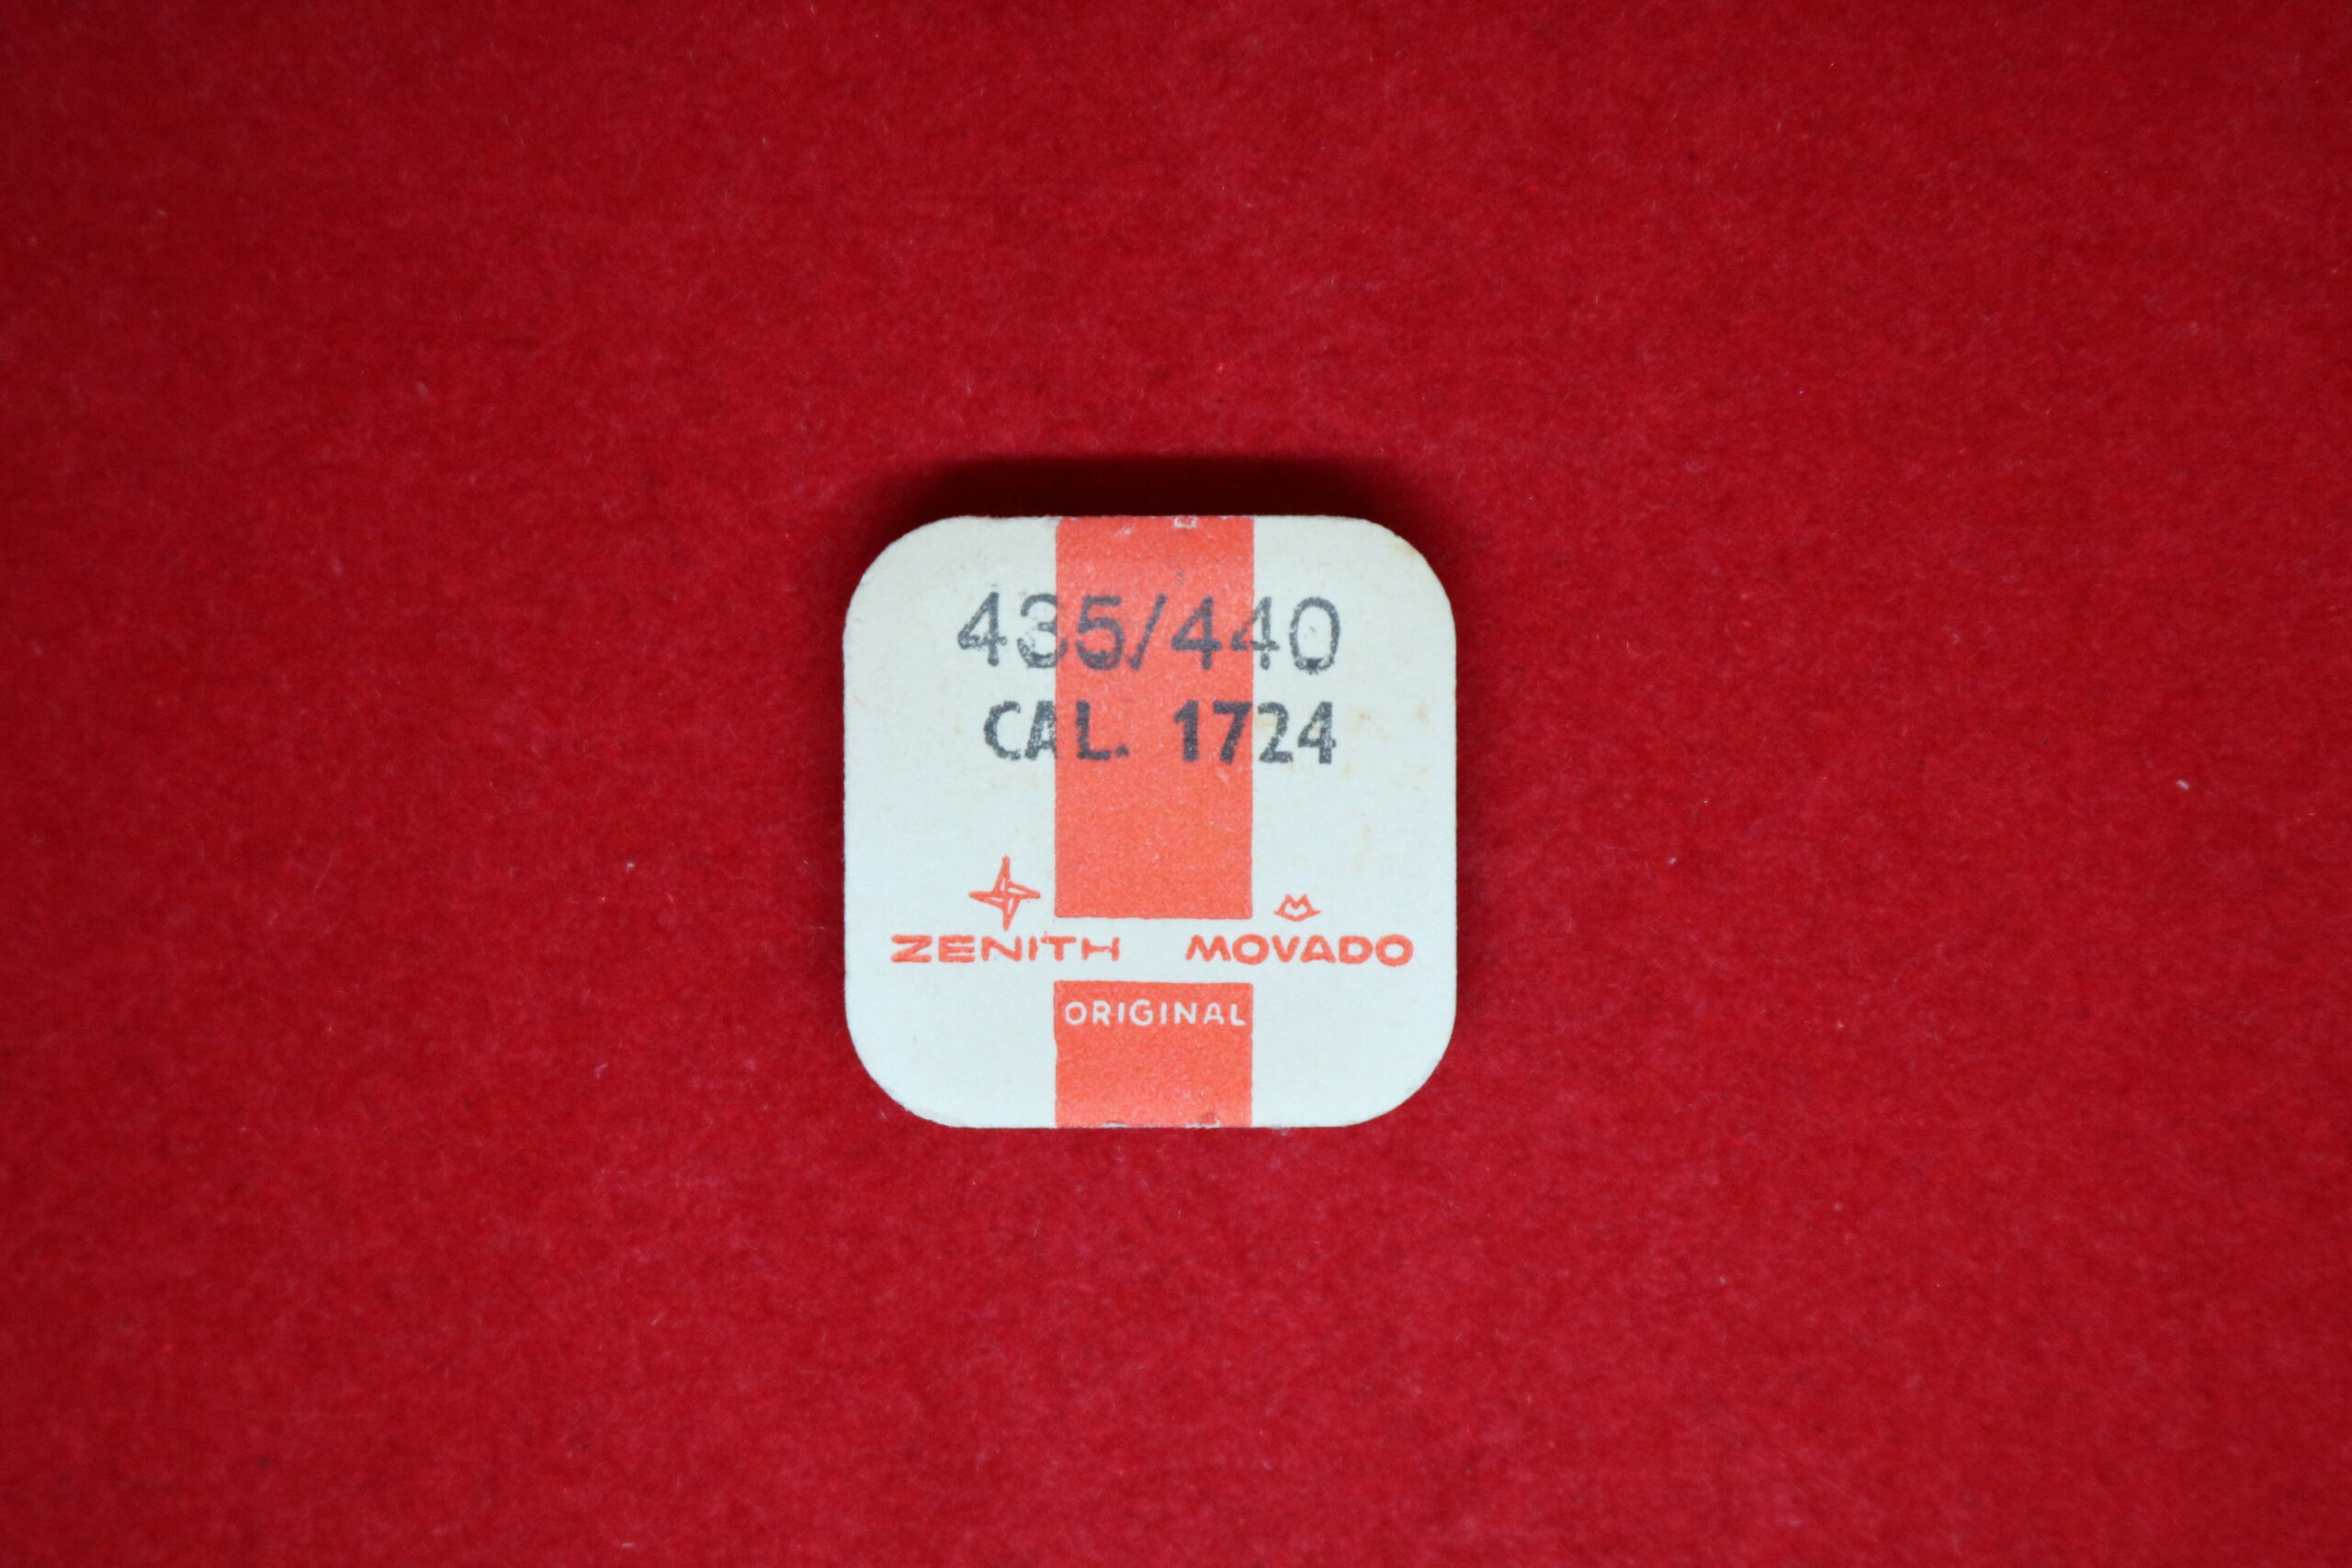 435/440
CAL. 1724
ZENITH MOVADO
ORIGINAL